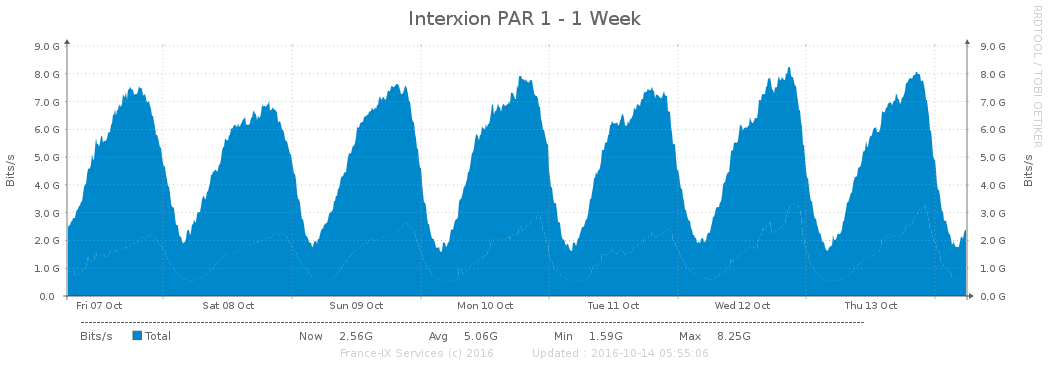 Interxion PAR 1 - 1 Week
RRDTOOL / TOBI OETIKER
Bits/s
9.0 G 9.0 G
8.0 G 8.0 G
7.0 G 7.0 G
6.0 G 6.0 G
5.0 G 5.0 G
4.0 G 4.0 G
3.0 G 3.0 G
2.0 G 2.0 G
1.0 G 1.0 G
0.0 0.0 G
Bits/s
Fri 07 Oct Sat 08 Oct Sun 09 Oct Mon 10 Oct Tue 11 Oct Wed 12 Oct Thu 13 Oct
Bits/s Total Now 2.56G Avg 5.06G Min 1.59G Max 8.25G
France-IX Services (c) 2016 Updated : 2016-10-14 05:55:06